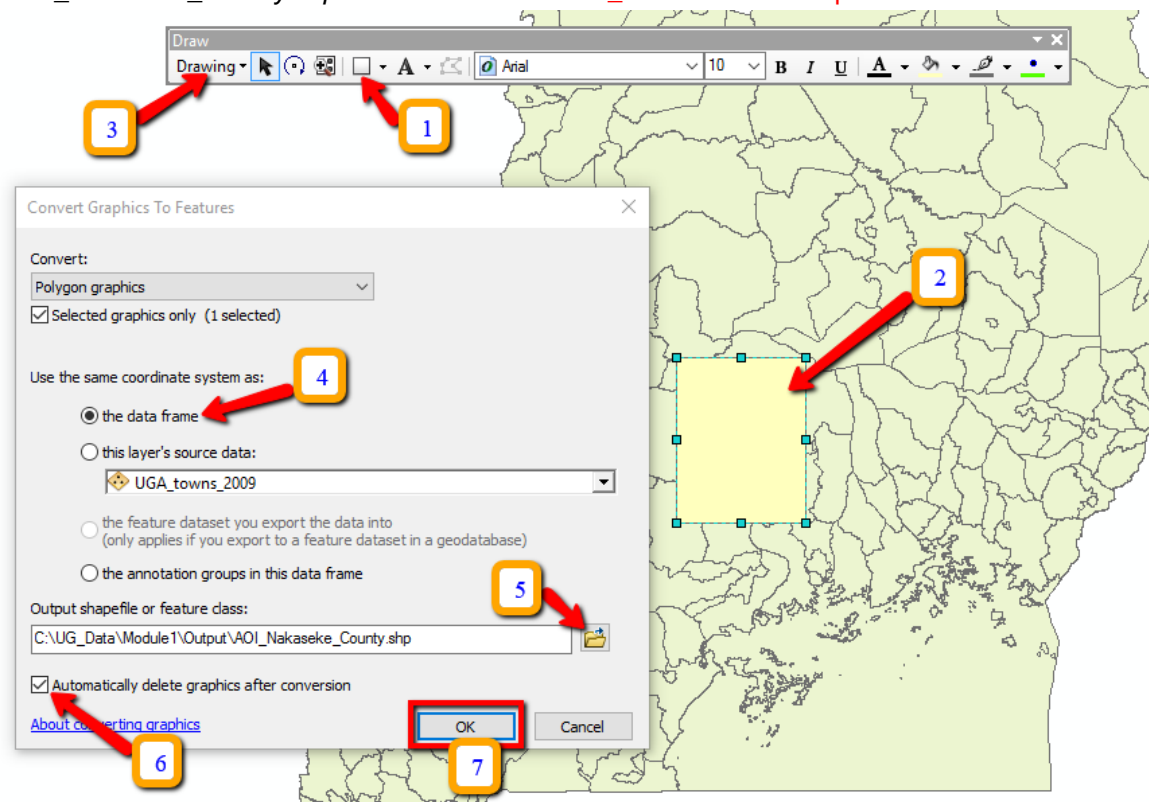 Draw
Drawing A Arial 10 B I U A
3
1
2
Convert Graphics To Features
Convert:
Polygon graphics
Selected graphics only (1 selected)
Use the same coordinate system as:
4
the data frame
this layer's source data:
UGA_towns_2009
the feature dataset you export the data into
(only applies if you export to a feature dataset in a geodatabase)
the annotation groups in this data frame
5
Output shapefile or feature class:
C:\UG_Data\Module1\Output\AOI_Nakaseke_County.shp
Automatically delete graphics after conversion
About converting graphics
OK
Cancel
6
7